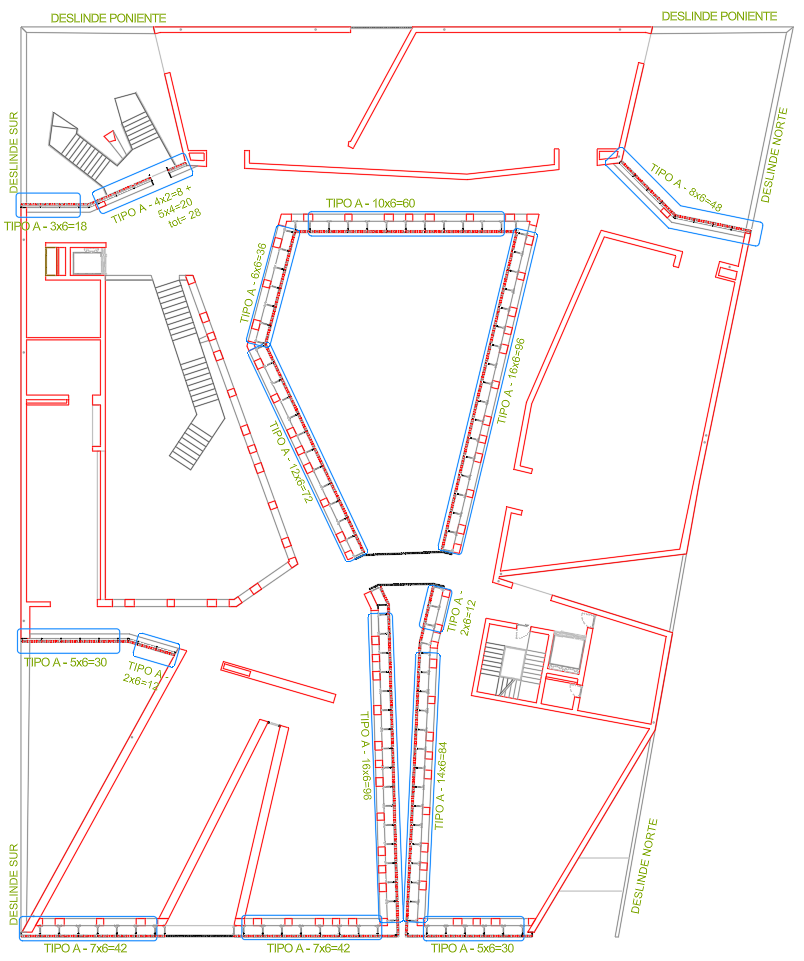 DESLINDE PONIENTE
DESLINDE PONIENTE
DESLINDE SUR
DESLINDE NORTE
TIPO A - 3x6=18
TIPO A - 4x2=8 +
5x4=20
tot= 28
TIPO A - 10x6=60
TIPO A - 8x6=48
TIPO A - 6x6=36
TIPO A - 16x6=96
TIPO A - 12x6=72
TIPO A -
2x6=12
TIPO A - 5x6=30
TIPO A -
2x6=12
TIPO A - 16x6=96
TIPO A - 14x6=84
DESLINDE SUR
DESLINDE NORTE
TIPO A - 7x6=42
TIPO A - 7x6=42
TIPO A - 5x6=30